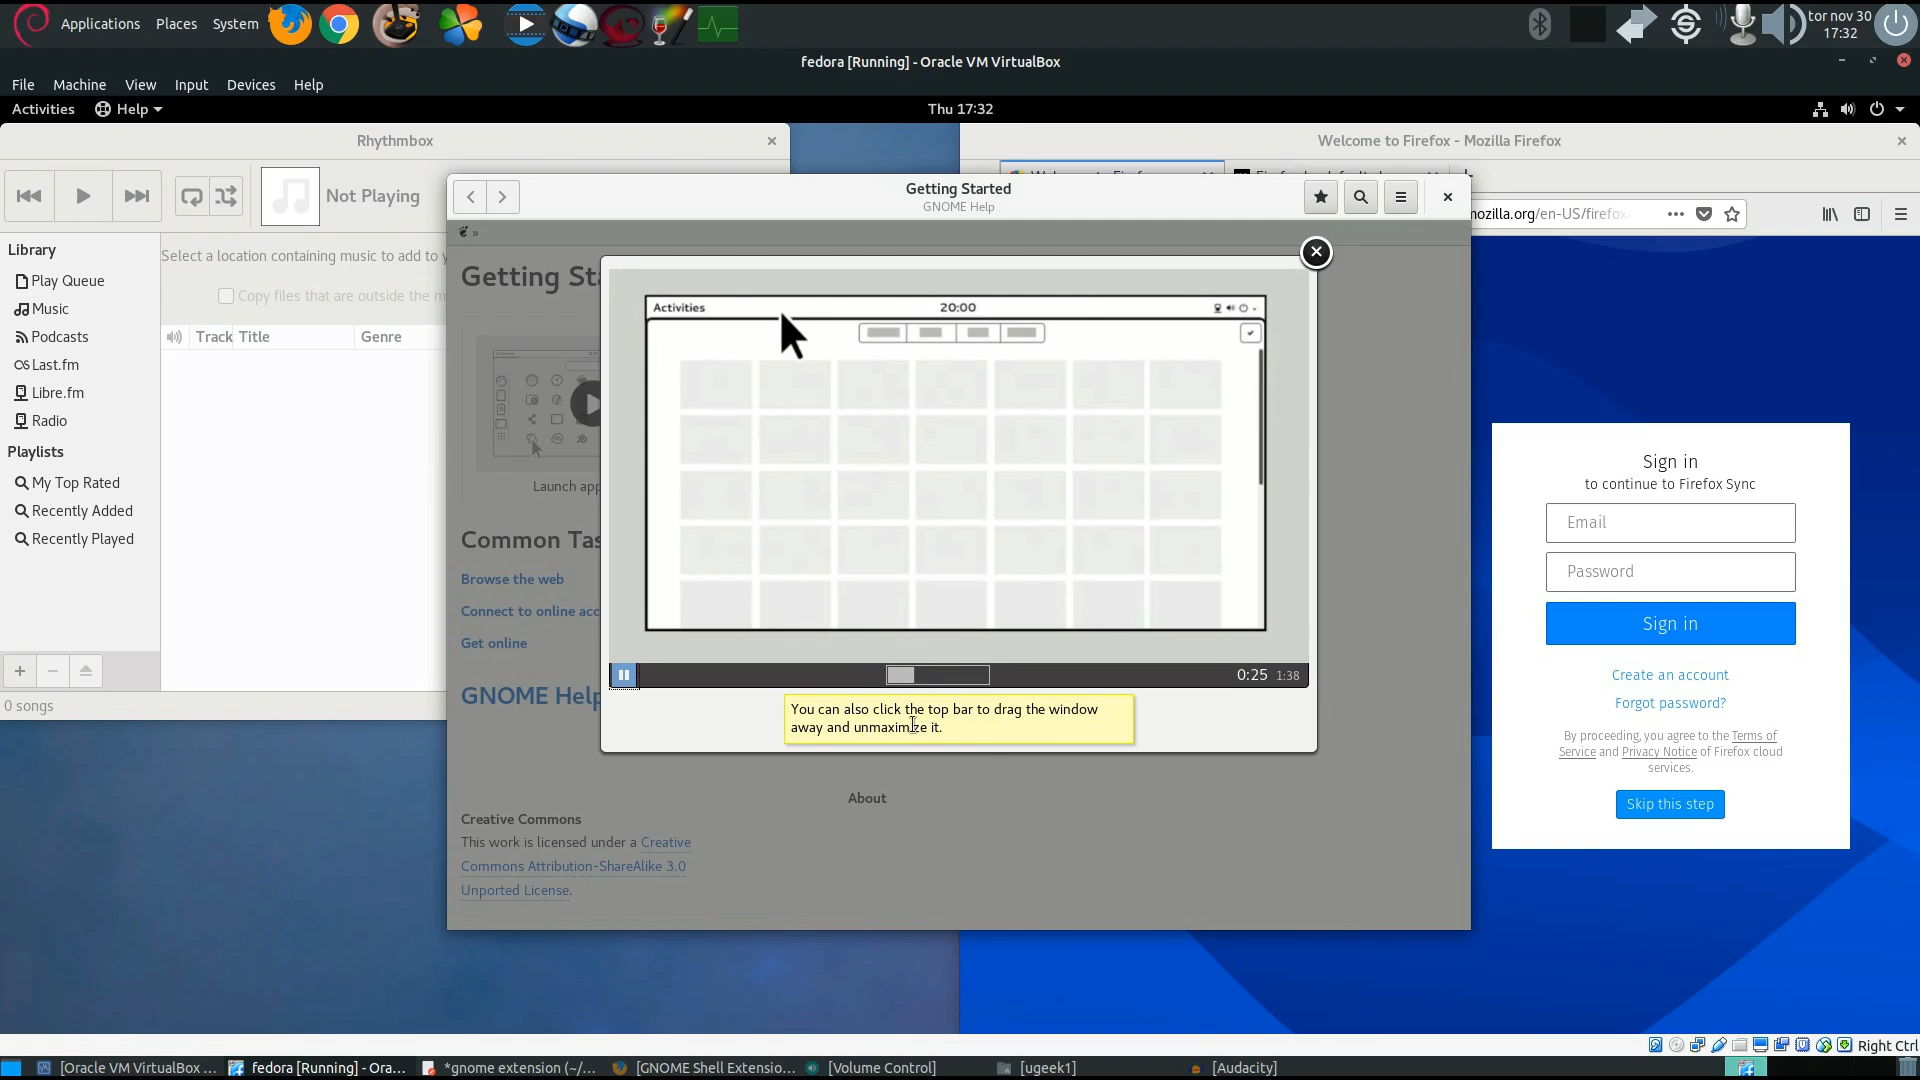 Applications Places System
tor nov 30
17:32
fedora [Running] - Oracle VM VirtualBox
File Machine View Input Devices Help
Activities Help Thu 17:32
Rhythmbox
Not Playing
Library
Play Queue
Music
Podcasts
Last.fm
Libre.fm
Radio
Playlists
My Top Rated
Recently Added
Recently Played
0 songs
Select a location containing music to add to
Copy files that are outside the
Track Title Genre
Welcome to Firefox - Mozilla Firefox
mozilla.org/en-US/firefox
Getting Started
GNOME Help
»
Getting Sta
Launch app
Common Tas
Browse the web
Connect to online acc
Get online
GNOME Help
Activities 20:00
0:25 1:38
You can also click the top bar to drag the window
away and unmaximize it.
About
Creative Commons
This work is licensed under a Creative
Commons Attribution-ShareAlike 3.0
Unported License.
Sign in
to continue to Firefox Sync
Email
Password
Sign in
Create an account
Forgot password?
By proceeding, you agree to the Terms of
Service and Privacy Notice of Firefox cloud
services.
Skip this step
Right Ctrl
[Oracle VM VirtualBox ... fedora [Running] - Ora... *gnome extension (~/... [GNOME Shell Extensio... [Volume Control] [ugeek1] [Audacity]